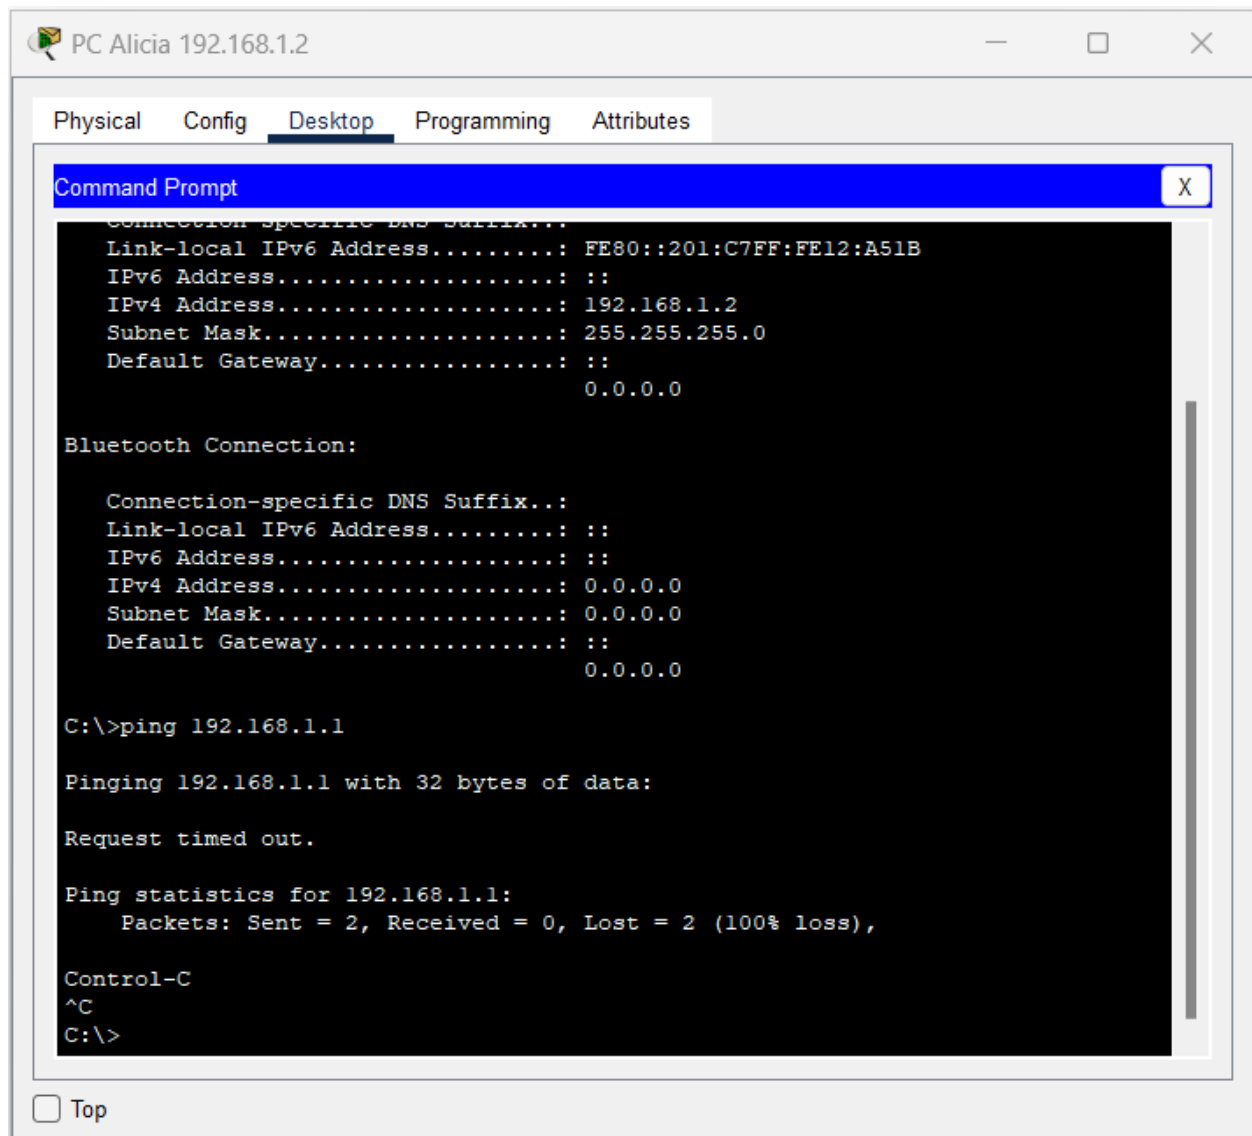 PC Alicia 192.168.1.2
Physical Config Desktop Programming Attributes
Command Prompt X
Connection-specific DNS Suffix..:
Link-local IPv6 Address.........: FE80::201:C7FF:FE12:A51B
IPv6 Address....................: ::
IPv4 Address....................: 192.168.1.2
Subnet Mask.....................: 255.255.255.0
Default Gateway.................: ::
0.0.0.0
Bluetooth Connection:
Connection-specific DNS Suffix..:
Link-local IPv6 Address.........: ::
IPv6 Address....................: ::
IPv4 Address....................: 0.0.0.0
Subnet Mask.....................: 0.0.0.0
Default Gateway.................: ::
0.0.0.0
C:\>ping 192.168.1.1
Pinging 192.168.1.1 with 32 bytes of data:
Request timed out.
Ping statistics for 192.168.1.1:
Packets: Sent = 2, Received = 0, Lost = 2 (100% loss),
Control-C
^C
C:\>
Top